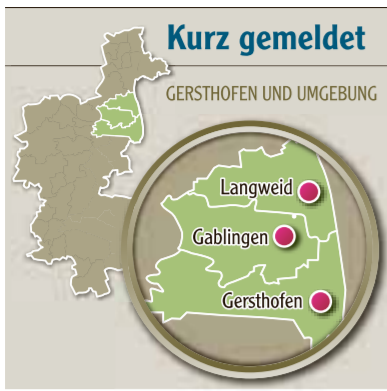 Kurz gemeldet
GERSTHOFEN UND UMGEBUNG
Langweid
Gablingen
Gersthofen